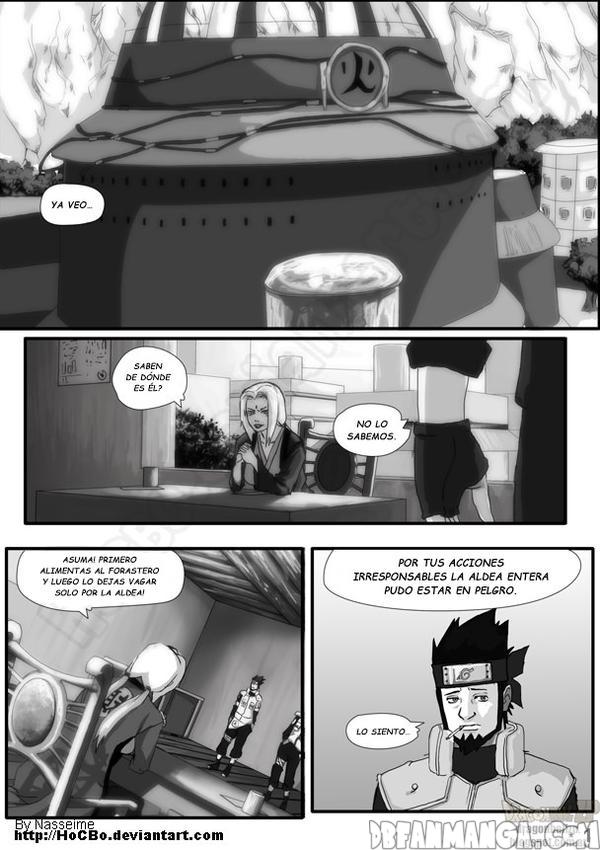 火
YA VEO...
SABEN
DE DÓNDE
ES ÉL?
NO LO
SABEMOS.
ASUMA! PRIMERO
ALIMENTAS AL FORASTERO
Y LUEGO LO DEJAS VAGAR
SOLO POR LA ALDEA!
POR TUS ACCIONES
IRRESPONSABLES LA ALDEA ENTERA
PUDO ESTAR EN PELGRO.
LO SIENTO...
By Nasseime
http://HoCBo.deviantart.com
DBFANMANGA.COM